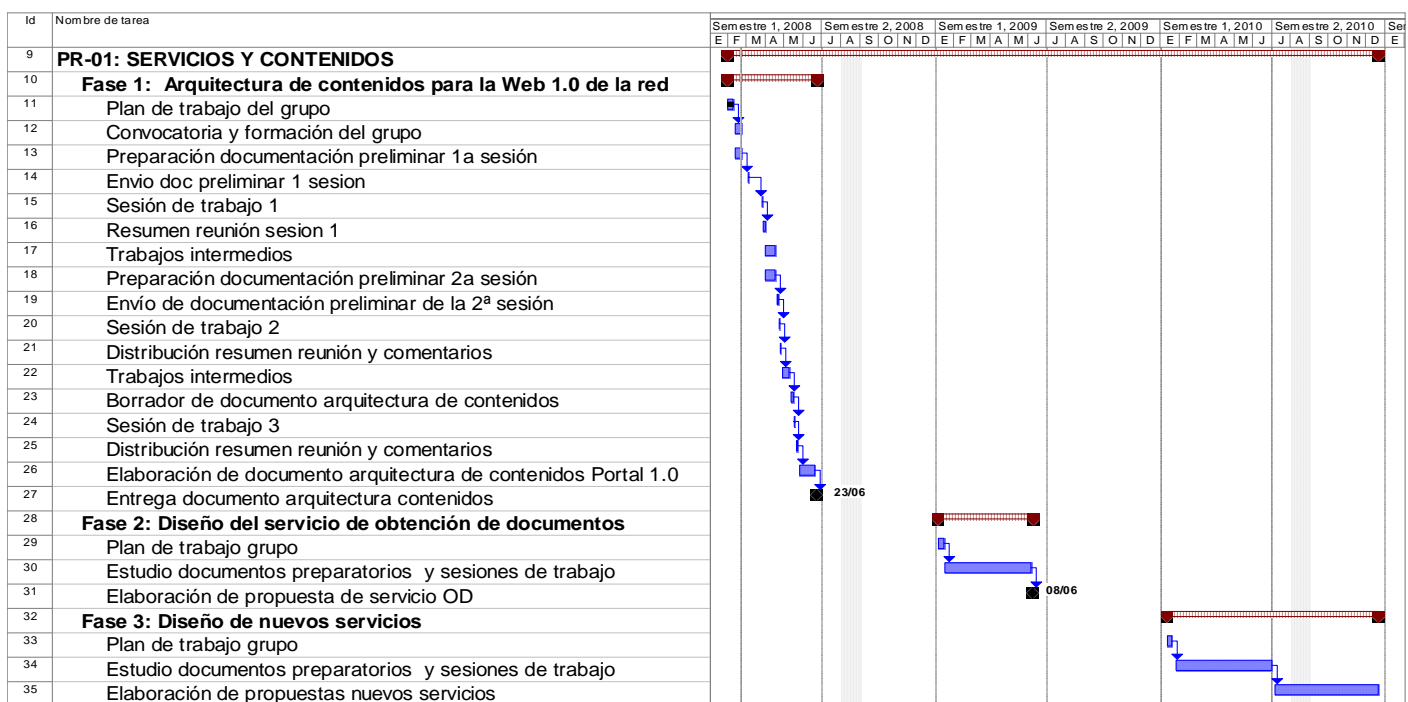 Id Nombre de tarea Semestre 1, 2008 Semestre 2, 2008 Semestre 1, 2009 Semestre 2, 2009 Semestre 1, 2010 Semestre 2, 2010 Se
E F M A M J J A S O N D E F M A M J J A S O N D E F M A M J J A S O N D E
9 PR-01: SERVICIOS Y CONTENIDOS
10 Fase 1: Arquitectura de contenidos para la Web 1.0 de la red
11 Plan de trabajo del grupo
12 Convocatoria y formación del grupo
13 Preparación documentación preliminar 1a sesión
14 Envio doc preliminar 1 sesion
15 Sesión de trabajo 1
16 Resumen reunión sesion 1
17 Trabajos intermedios
18 Preparación documentación preliminar 2a sesión
19 Envío de documentación preliminar de la 2ª sesión
20 Sesión de trabajo 2
21 Distribución resumen reunión y comentarios
22 Trabajos intermedios
23 Borrador de documento arquitectura de contenidos
24 Sesión de trabajo 3
25 Distribución resumen reunión y comentarios
26 Elaboración de documento arquitectura de contenidos Portal 1.0
27 Entrega documento arquitectura contenidos 23/06
28 Fase 2: Diseño del servicio de obtención de documentos
29 Plan de trabajo grupo
30 Estudio documentos preparatorios y sesiones de trabajo
31 Elaboración de propuesta de servicio OD 08/06
32 Fase 3: Diseño de nuevos servicios
33 Plan de trabajo grupo
34 Estudio documentos preparatorios y sesiones de trabajo
35 Elaboración de propuestas nuevos servicios